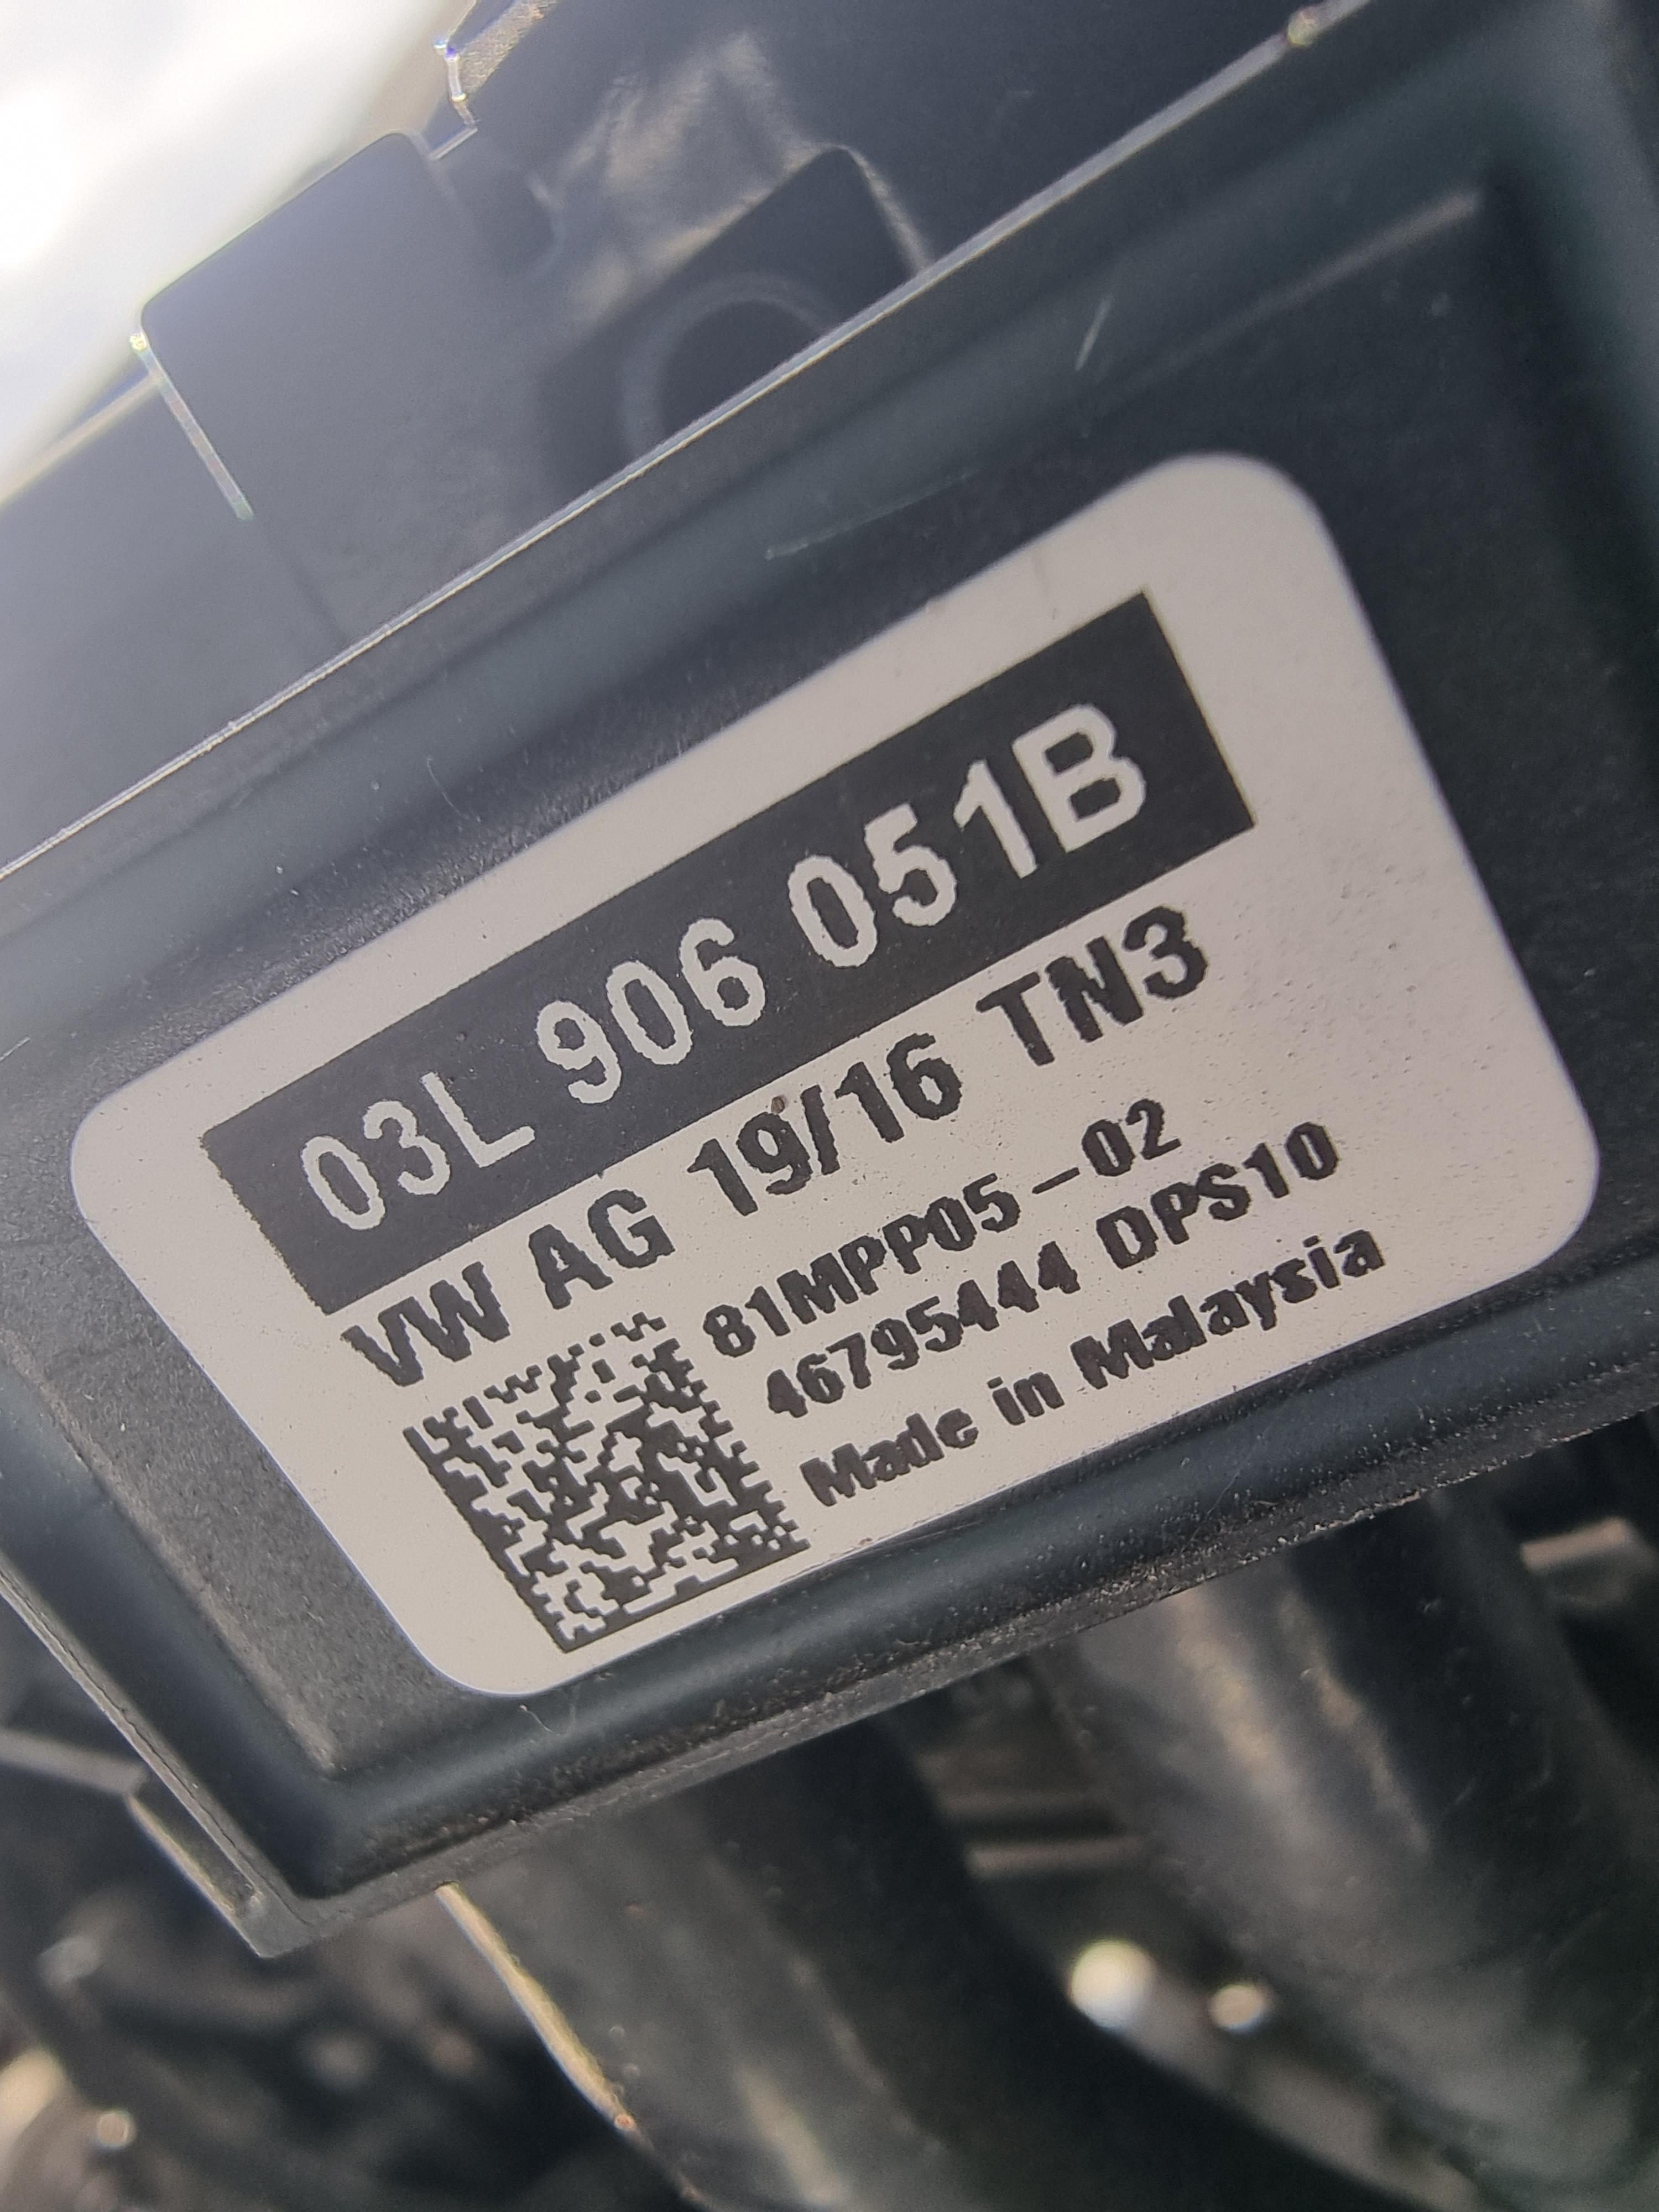 03L 906 051B
VW AG 19/16 TN3
81MPP05-02
46795444 DPS10
Made in Malaysia